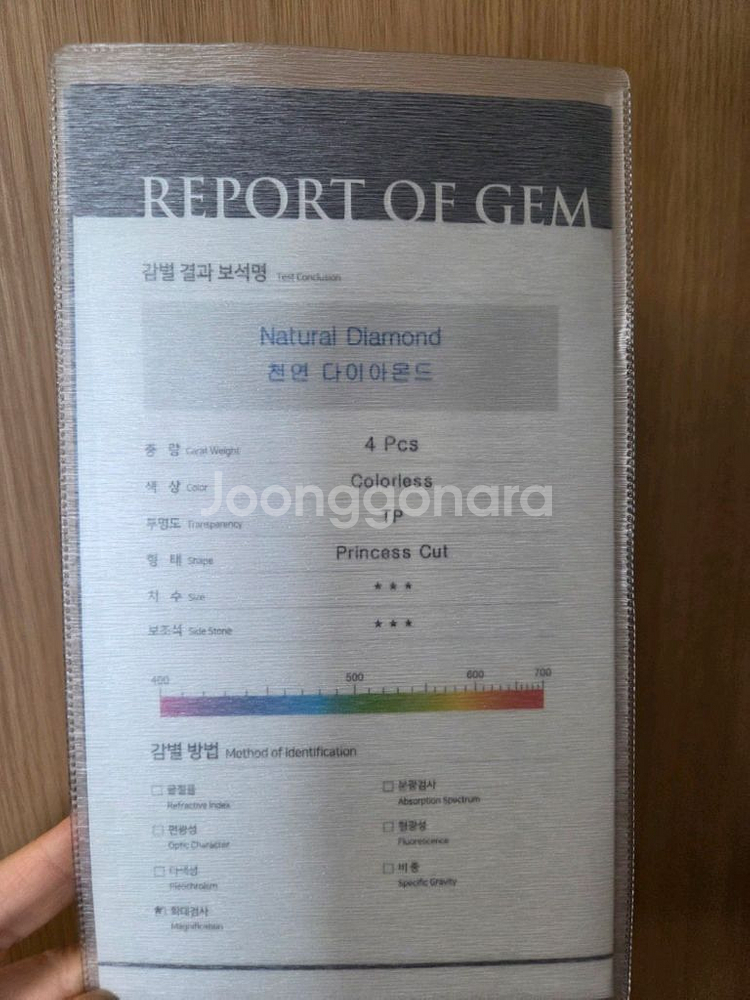 REPORT OF GEM
감별 결과 보석명 Test Conclusion
Natural Diamond
천연 다이아몬드
중 량 Carat Weight 4 Pcs
색 상 Color Colorless
Joonggonara
투명도 Transparency TP
형 태 Shape Princess Cut
치 수 Size ***
보조석 Side Stone ***
400 500 600 700
감별 방법 Method of Identification
□ 굴절율 □ 분광검사
Refractive Index Absorption Spectrum
□ 편광성 □ 형광성
Optic Character Fluorescence
□ 다색성 □ 비중
Pleochroism Specific Gravity
* 확대검사
Magnification